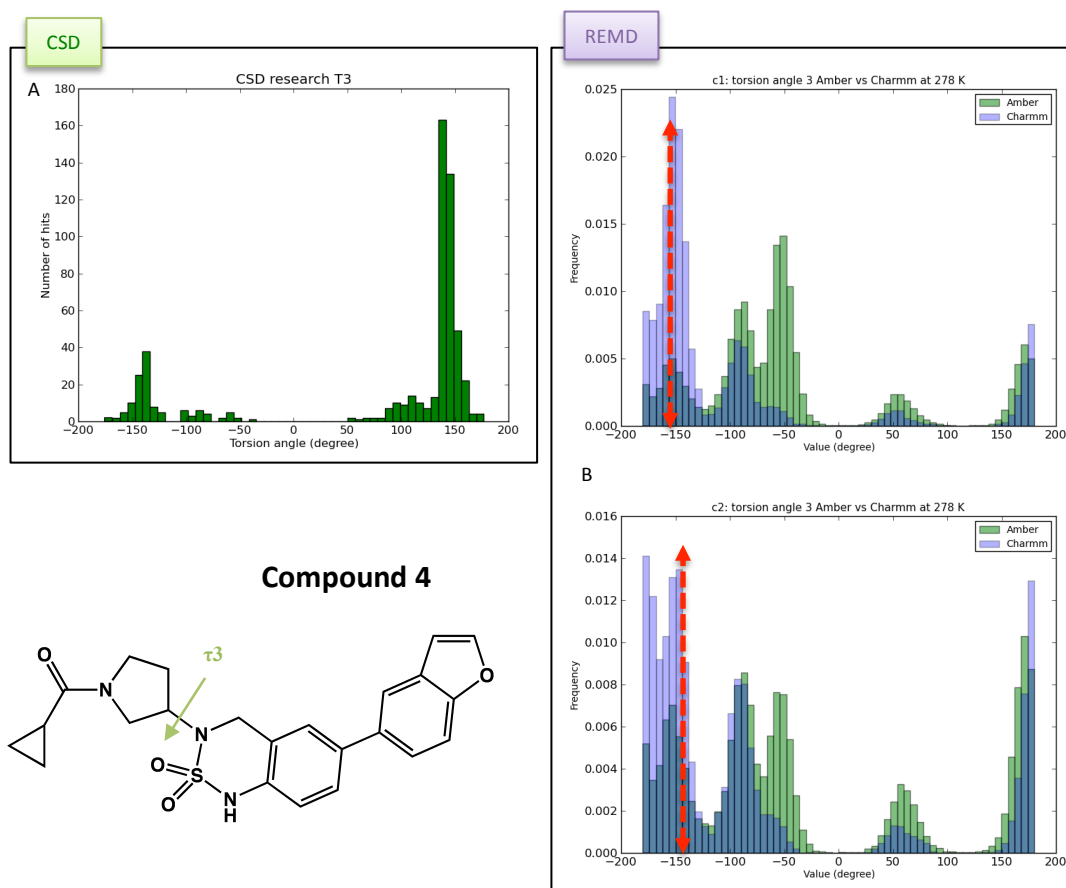 CSD
REMD
A
CSD research T3
180
160
140
120
100
80
60
40
20
0
Number of hits
−200
−150
−100
−50
0
50
100
150
200
Torsion angle (degree)
c1: torsion angle 3 Amber vs Charmm at 278 K
Amber
Charmm
0.025
0.020
0.015
0.010
0.005
0.000
Frequency
−200
−150
−100
−50
0
50
100
150
200
Value (degree)
B
c2: torsion angle 3 Amber vs Charmm at 278 K
Amber
Charmm
0.016
0.014
0.012
0.010
0.008
0.006
0.004
0.002
0.000
Frequency
−200
−150
−100
−50
0
50
100
150
200
Value (degree)
Compound 4
τ3
O
N
N
O
S
O
N
H
O